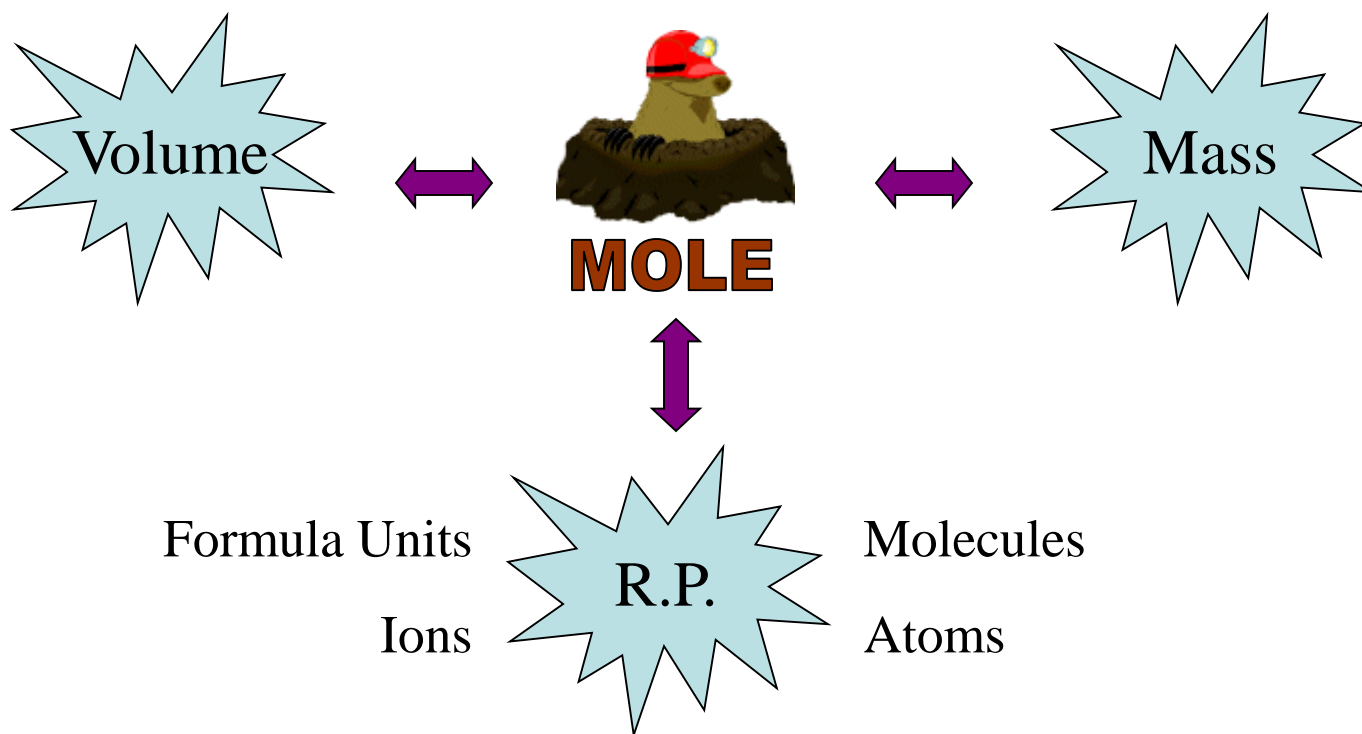 Volume
Mass
MOLE
Formula Units
Molecules
R.P.
Ions
Atoms